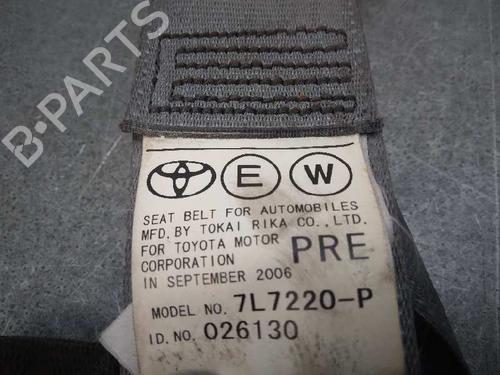 B-PARTS
E W
SEAT BELT FOR AUTOMOBILES
MFD. BY TOKAI RIKA CO., LTD.
FOR TOYOTA MOTOR
CORPORATION PRE
IN SEPTEMBER 2006
MODEL NO. 7L7220-P
I D. NO. 026130